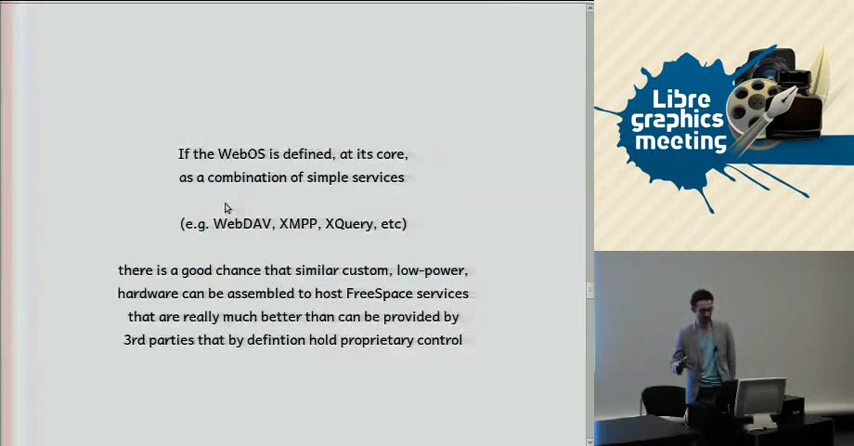 If the WebOS is defined, at its core,
as a combination of simple services
(e.g. WebDAV, XMPP, XQuery, etc)
there is a good chance that similar custom, low-power,
hardware can be assembled to host FreeSpace services
that are really much better than can be provided by
3rd parties that by defintion hold proprietary control
Libre
graphics
meeting